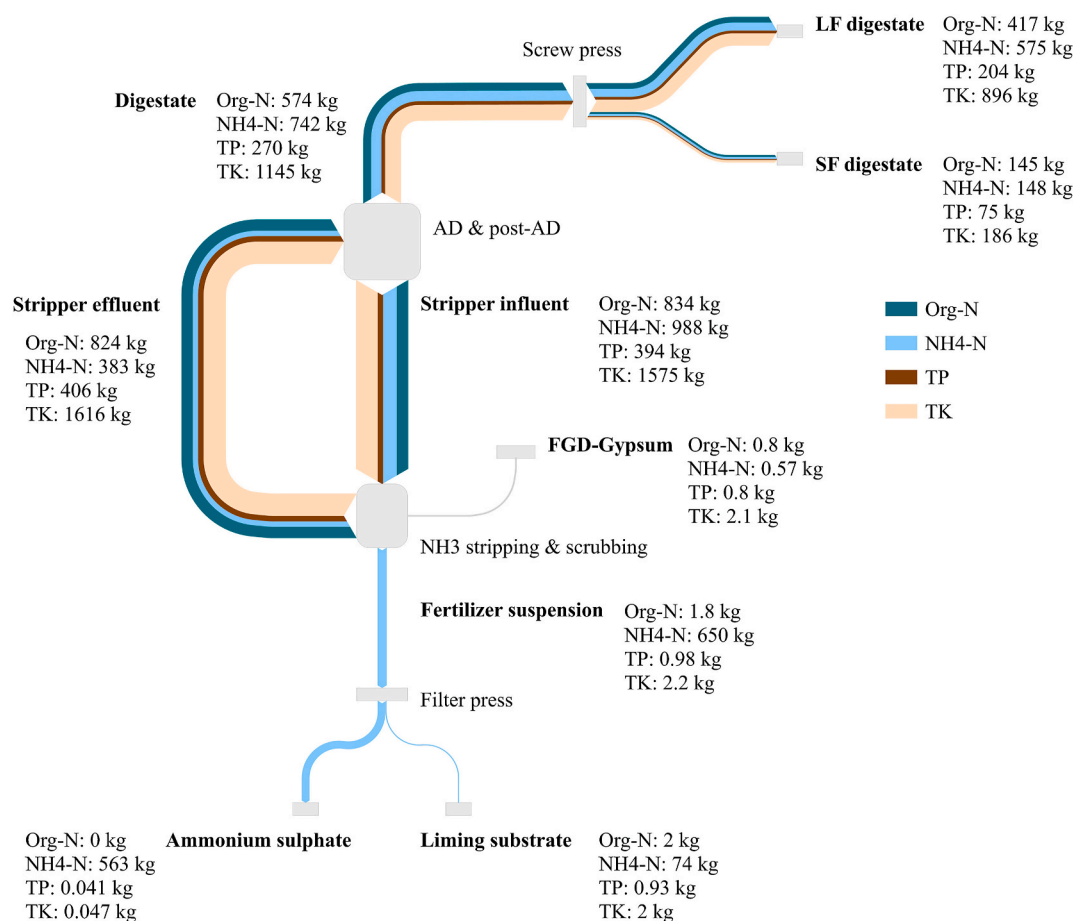 Screw press
LF digestate
Org-N: 417 kg
NH4-N: 575 kg
TP: 204 kg
TK: 896 kg
Digestate
Org-N: 574 kg
NH4-N: 742 kg
TP: 270 kg
TK: 1145 kg
SF digestate
Org-N: 145 kg
NH4-N: 148 kg
TP: 75 kg
TK: 186 kg
AD & post-AD
Stripper effluent
Org-N: 824 kg
NH4-N: 383 kg
TP: 406 kg
TK: 1616 kg
Stripper influent
Org-N: 834 kg
NH4-N: 988 kg
TP: 394 kg
TK: 1575 kg
Org-N
NH4-N
TP
TK
FGD-Gypsum
Org-N: 0.8 kg
NH4-N: 0.57 kg
TP: 0.8 kg
TK: 2.1 kg
NH3 stripping & scrubbing
Fertilizer suspension
Org-N: 1.8 kg
NH4-N: 650 kg
TP: 0.98 kg
TK: 2.2 kg
Filter press
Ammonium sulphate
Org-N: 0 kg
NH4-N: 563 kg
TP: 0.041 kg
TK: 0.047 kg
Liming substrate
Org-N: 2 kg
NH4-N: 74 kg
TP: 0.93 kg
TK: 2 kg